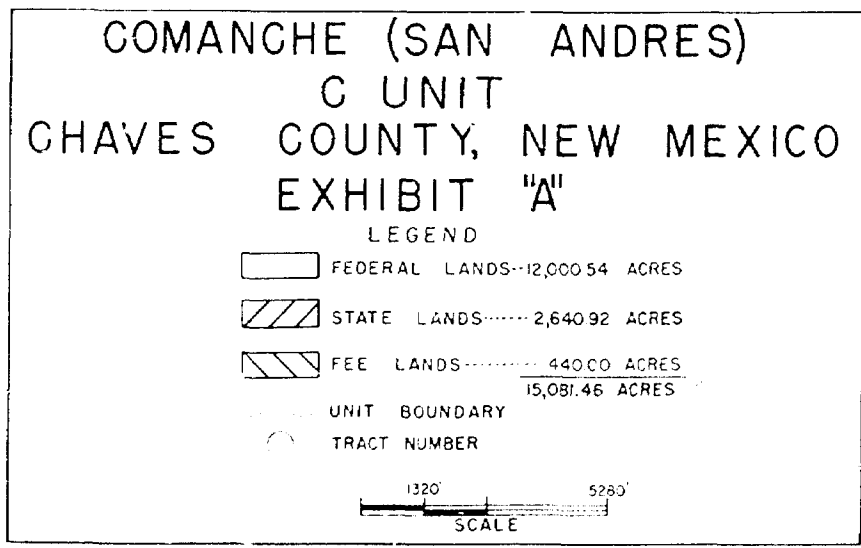 COMANCHE (SAN ANDRES)
C UNIT
CHAVES COUNTY, NEW MEXICO
EXHIBIT "A"
LEGEND
FEDERAL LANDS--12,000.54 ACRES
STATE LANDS------2,640.92 ACRES
FEE LANDS----------440.00 ACRES
15,081.46 ACRES
UNIT BOUNDARY
TRACT NUMBER
1320' 5280'
SCALE